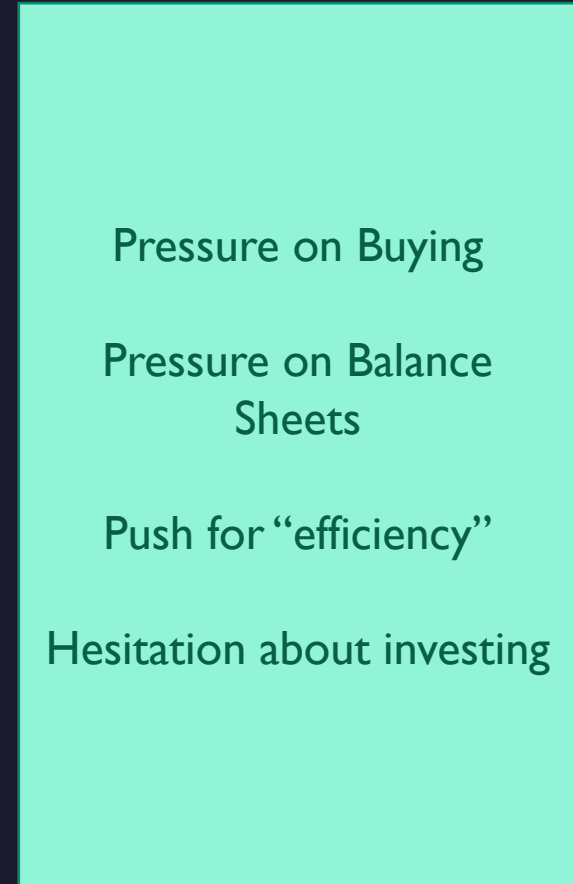 Pressure on Buying
Pressure on Balance
Sheets
Push for “efficiency”
Hesitation about investing